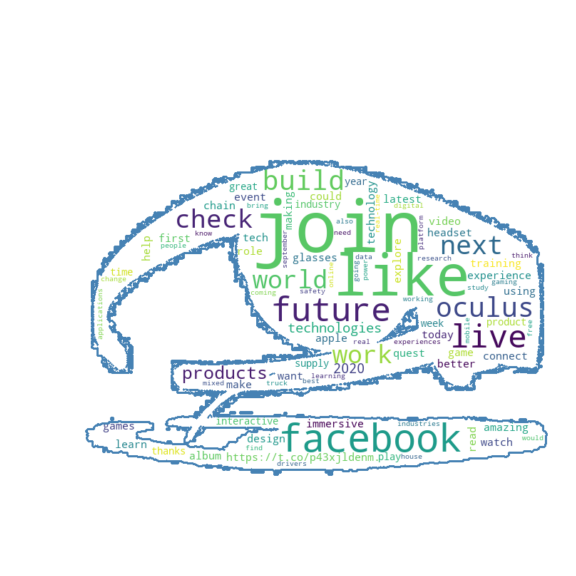 great
build
year
event
could
making
technology
latest
digital
chain
industry
check
join
also
video
first
people
know
bring
september
need
platform
headset
next
help
tech
role
glasses
data
going
power
explore
research
think
time
change
world
like
training
experience
gaming
study
coming
online
safety
working
using
applications
future
oculus
product
free
technologies
week
today
live
mobile
apple
real
experiences
work
quest
game
better
connect
supply
2020
products
want
learning
mixed
make
truck
best
games
interactive
immersive
industries
amazing
learn
design
facebook
read
watch
would
thanks
find
album
https://t.co/p43xjldenm
play
house
drivers